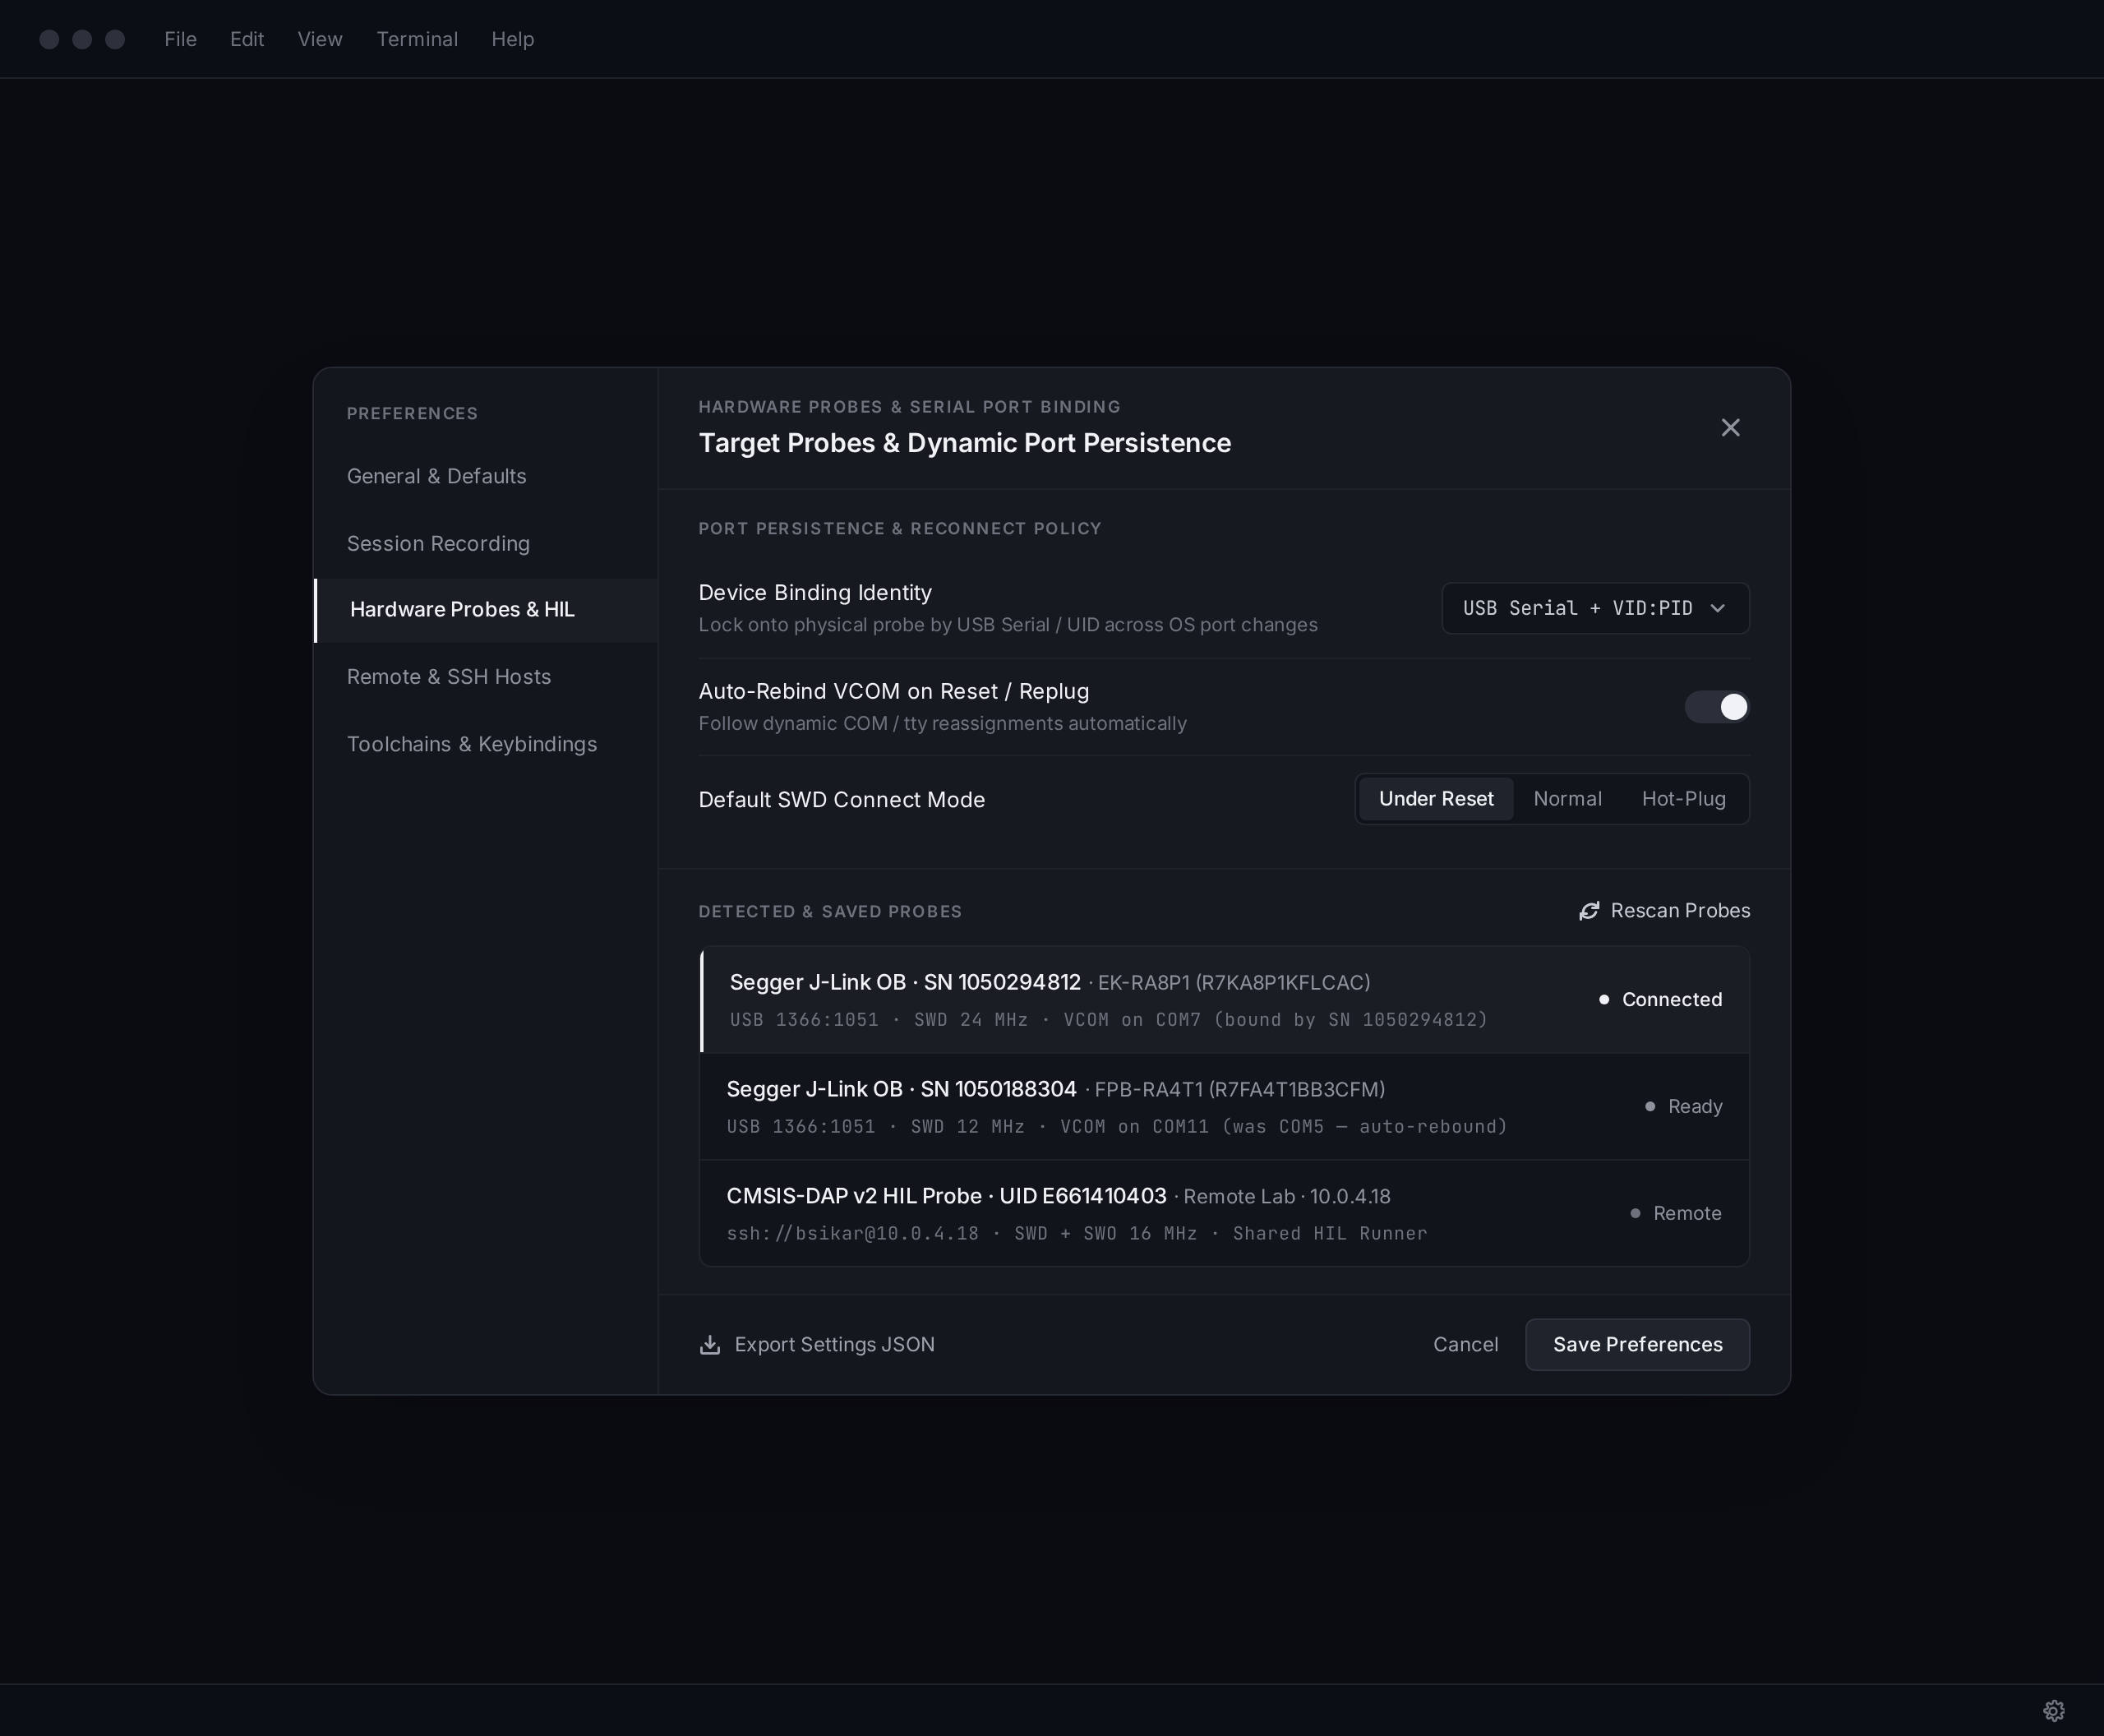 File Edit View Terminal Help
PREFERENCES
General & Defaults
Session Recording
Hardware Probes & HIL
Remote & SSH Hosts
Toolchains & Keybindings
HARDWARE PROBES & SERIAL PORT BINDING
Target Probes & Dynamic Port Persistence
PORT PERSISTENCE & RECONNECT POLICY
Device Binding Identity
Lock onto physical probe by USB Serial / UID across OS port changes
USB Serial + VID:PID
Auto-Rebind VCOM on Reset / Replug
Follow dynamic COM / tty reassignments automatically
Default SWD Connect Mode
Under Reset Normal Hot-Plug
DETECTED & SAVED PROBES
Rescan Probes
Segger J-Link OB · SN 1050294812 · EK-RA8P1 (R7KA8P1KFLCAC)
USB 1366:1051 · SWD 24 MHz · VCOM on COM7 (bound by SN 1050294812)
Connected
Segger J-Link OB · SN 1050188304 · FPB-RA4T1 (R7FA4T1BB3CFM)
USB 1366:1051 · SWD 12 MHz · VCOM on COM11 (was COM5 — auto-rebound)
Ready
CMSIS-DAP v2 HIL Probe · UID E661410403 · Remote Lab · 10.0.4.18
ssh://bsikar@10.0.4.18 · SWD + SWO 16 MHz · Shared HIL Runner
Remote
Export Settings JSON
Cancel
Save Preferences